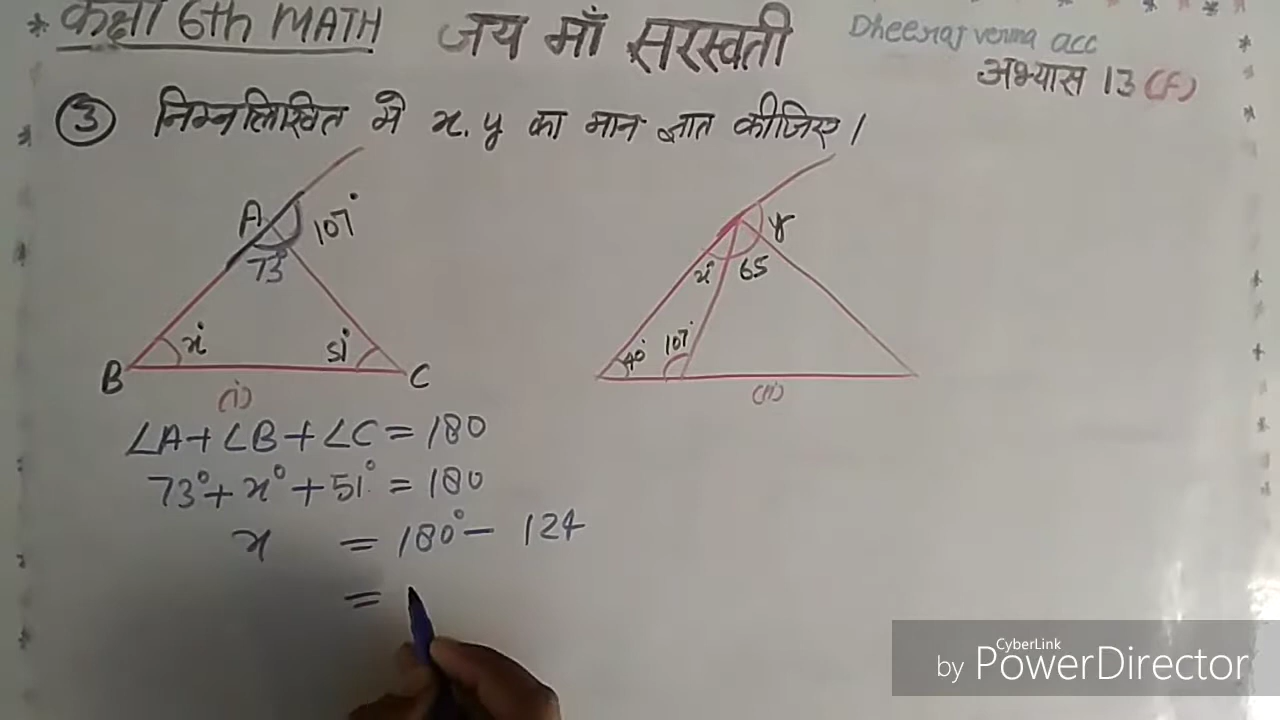 * कक्षा 6th MATH
जय माँ सरस्वती
Dheeraj verma acc
अभ्यास 13 (F)
③ निम्नलिखित मे x, y का मान ज्ञात कीजिए।
A 107°
73°
x° 51°
B C
(i)
y
x° 65
40° 107°
(ii)
∠A + ∠B + ∠C = 180
73° + x° + 51° = 180
x = 180° - 124
=
CyberLink
by PowerDirector